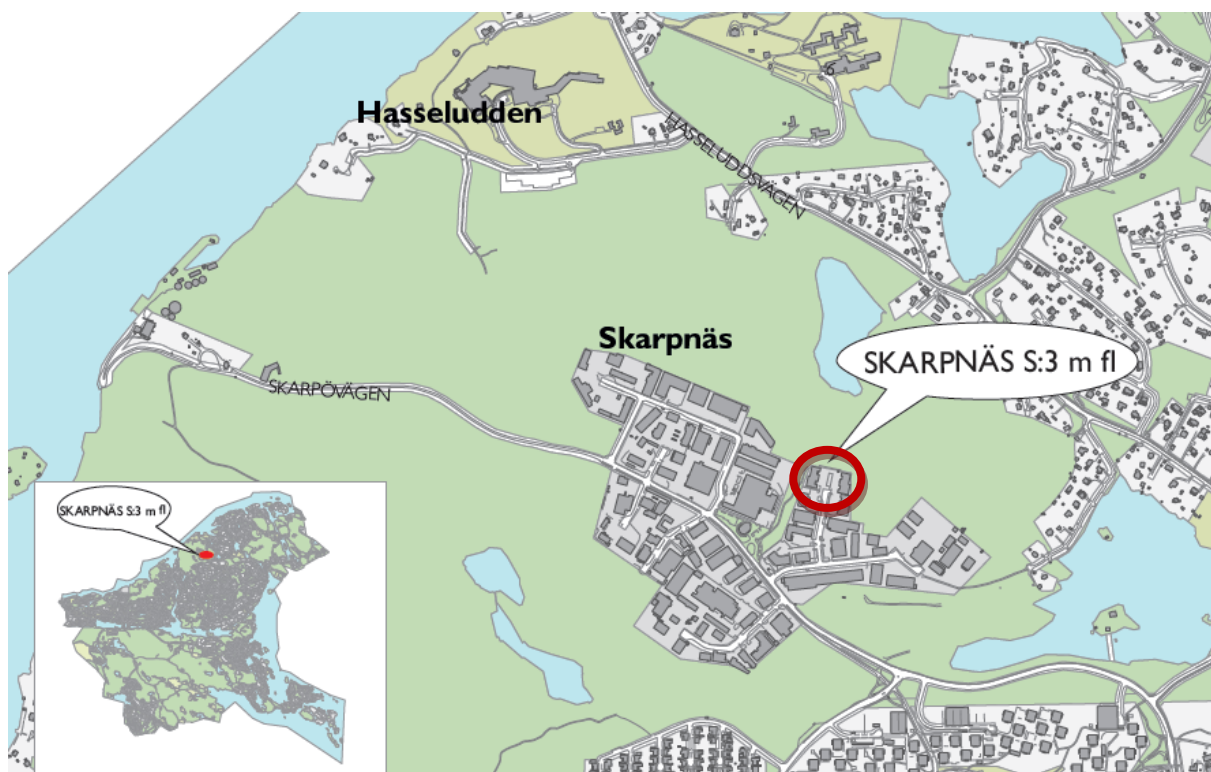 Hasseludden
HASSELUDDSVÄGEN
Skarpnäs
SKARPNÄS S:3 m fl
SKARPÖVÄGEN
SKARPNÄS S:3 m fl